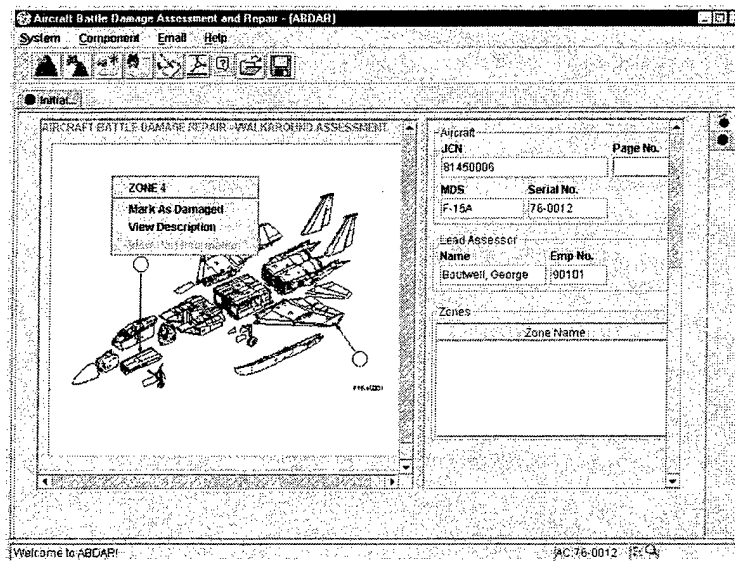 Aircraft Battle Damage Assessment and Repair - [ABDAR]
System Component Email Help
Initial...
AIRCRAFT BATTLE DAMAGE REPAIR - WALKAROUND ASSESSMENT
ZONE 4
Mark As Damaged
View Description
Aircraft
JCN Page No.
81450006
MDS Serial No.
F-15A 76-0012
Lead Assessor
Name Emp No.
Boutwell, George 90101
Zones
Zone Name
Welcome to ABDAR! AC:76-0012